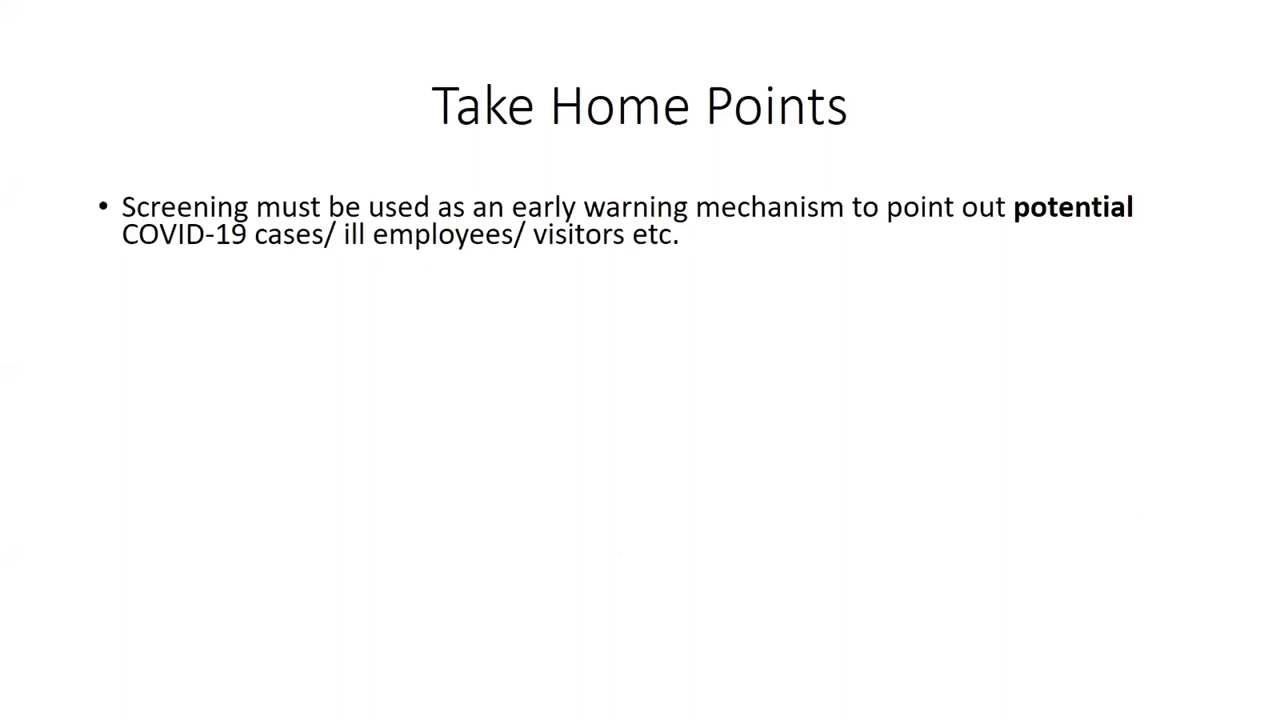 Take Home Points
• Screening must be used as an early warning mechanism to point out potential
COVID-19 cases/ ill employees/ visitors etc.